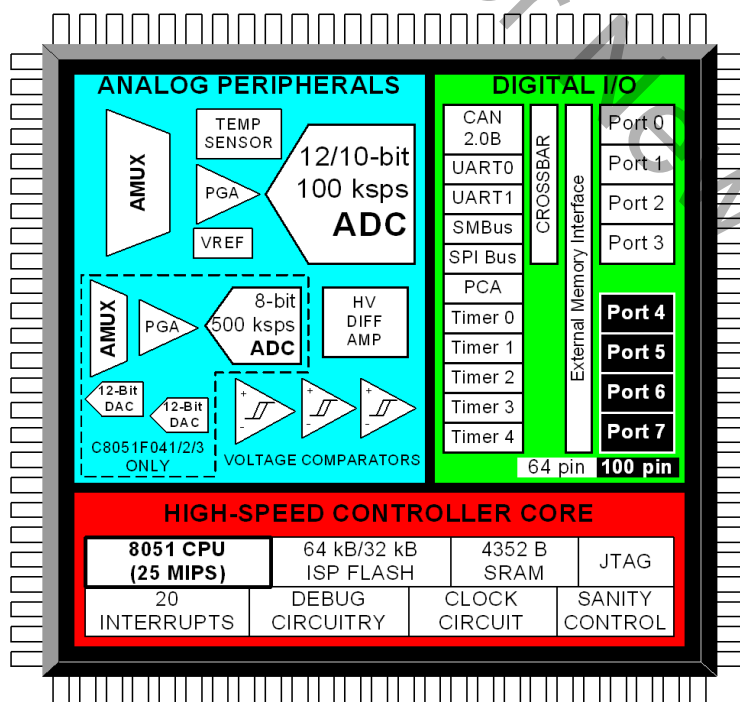 ANALOG PERIPHERALS
AMUX
TEMP
SENSOR
PGA
VREF
12/10-bit
100 ksps
ADC
AMUX
PGA
8-bit
500 ksps
ADC
HV
DIFF
AMP
12-Bit
DAC
12-Bit
DAC
C8051F041/2/3
ONLY
+
-
+
-
+
-
VOLTAGE COMPARATORS
DIGITAL I/O
CAN
2.0B
UART0
UART1
SMBus
SPI Bus
PCA
Timer 0
Timer 1
Timer 2
Timer 3
Timer 4
CROSSBAR
External Memory Interface
Port 0
Port 1
Port 2
Port 3
Port 4
Port 5
Port 6
Port 7
64 pin 100 pin
HIGH-SPEED CONTROLLER CORE
8051 CPU
(25 MIPS)
64 kB/32 kB
ISP FLASH
4352 B
SRAM
JTAG
20
INTERRUPTS
DEBUG
CIRCUITRY
CLOCK
CIRCUIT
SANITY
CONTROL